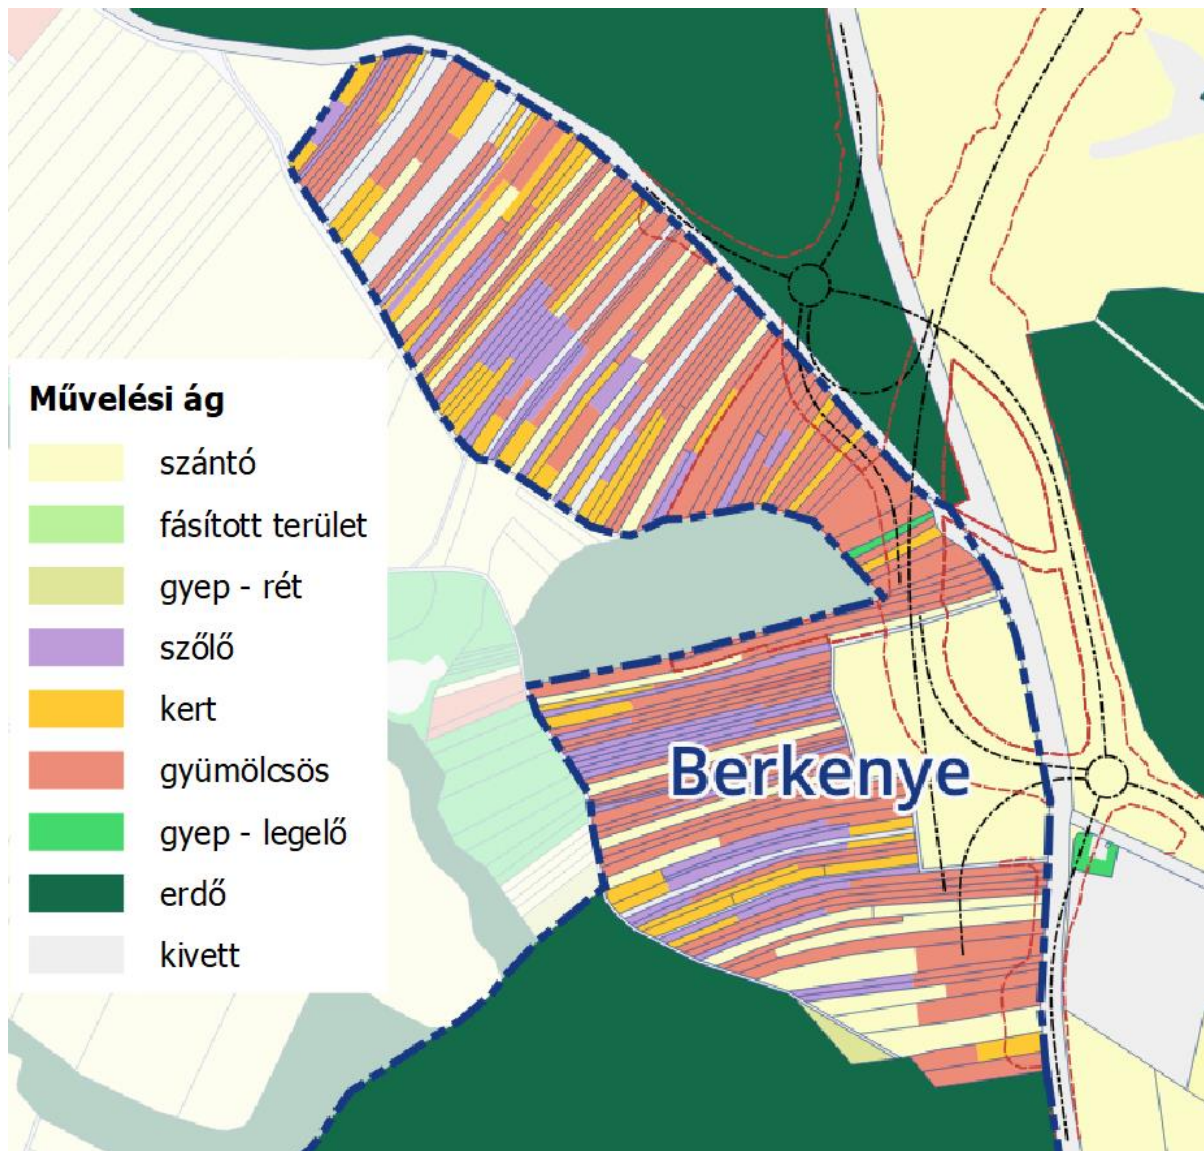 Művelési ág
szántó
fásított terület
gyep - rét
szőlő
kert
gyümölcsös
gyep - legelő
erdő
kivett
Berkenye